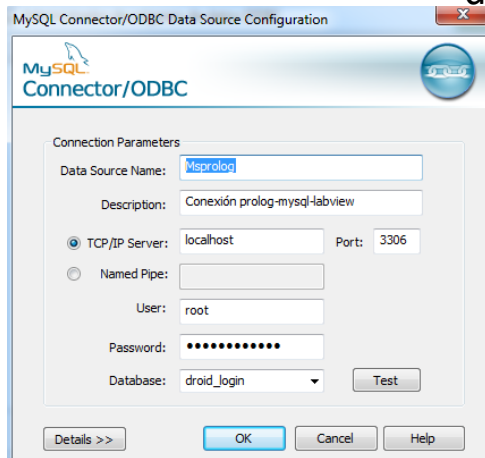 MySQL Connector/ODBC Data Source Configuration
MySQL
Connector/ODBC
Connection Parameters
Data Source Name: Msprolog
Description: Conexión prolog-mysql-labview
TCP/IP Server: localhost Port: 3306
Named Pipe:
User: root
Password: ••••••••••••
Database: droid_login Test
Details >> OK Cancel Help